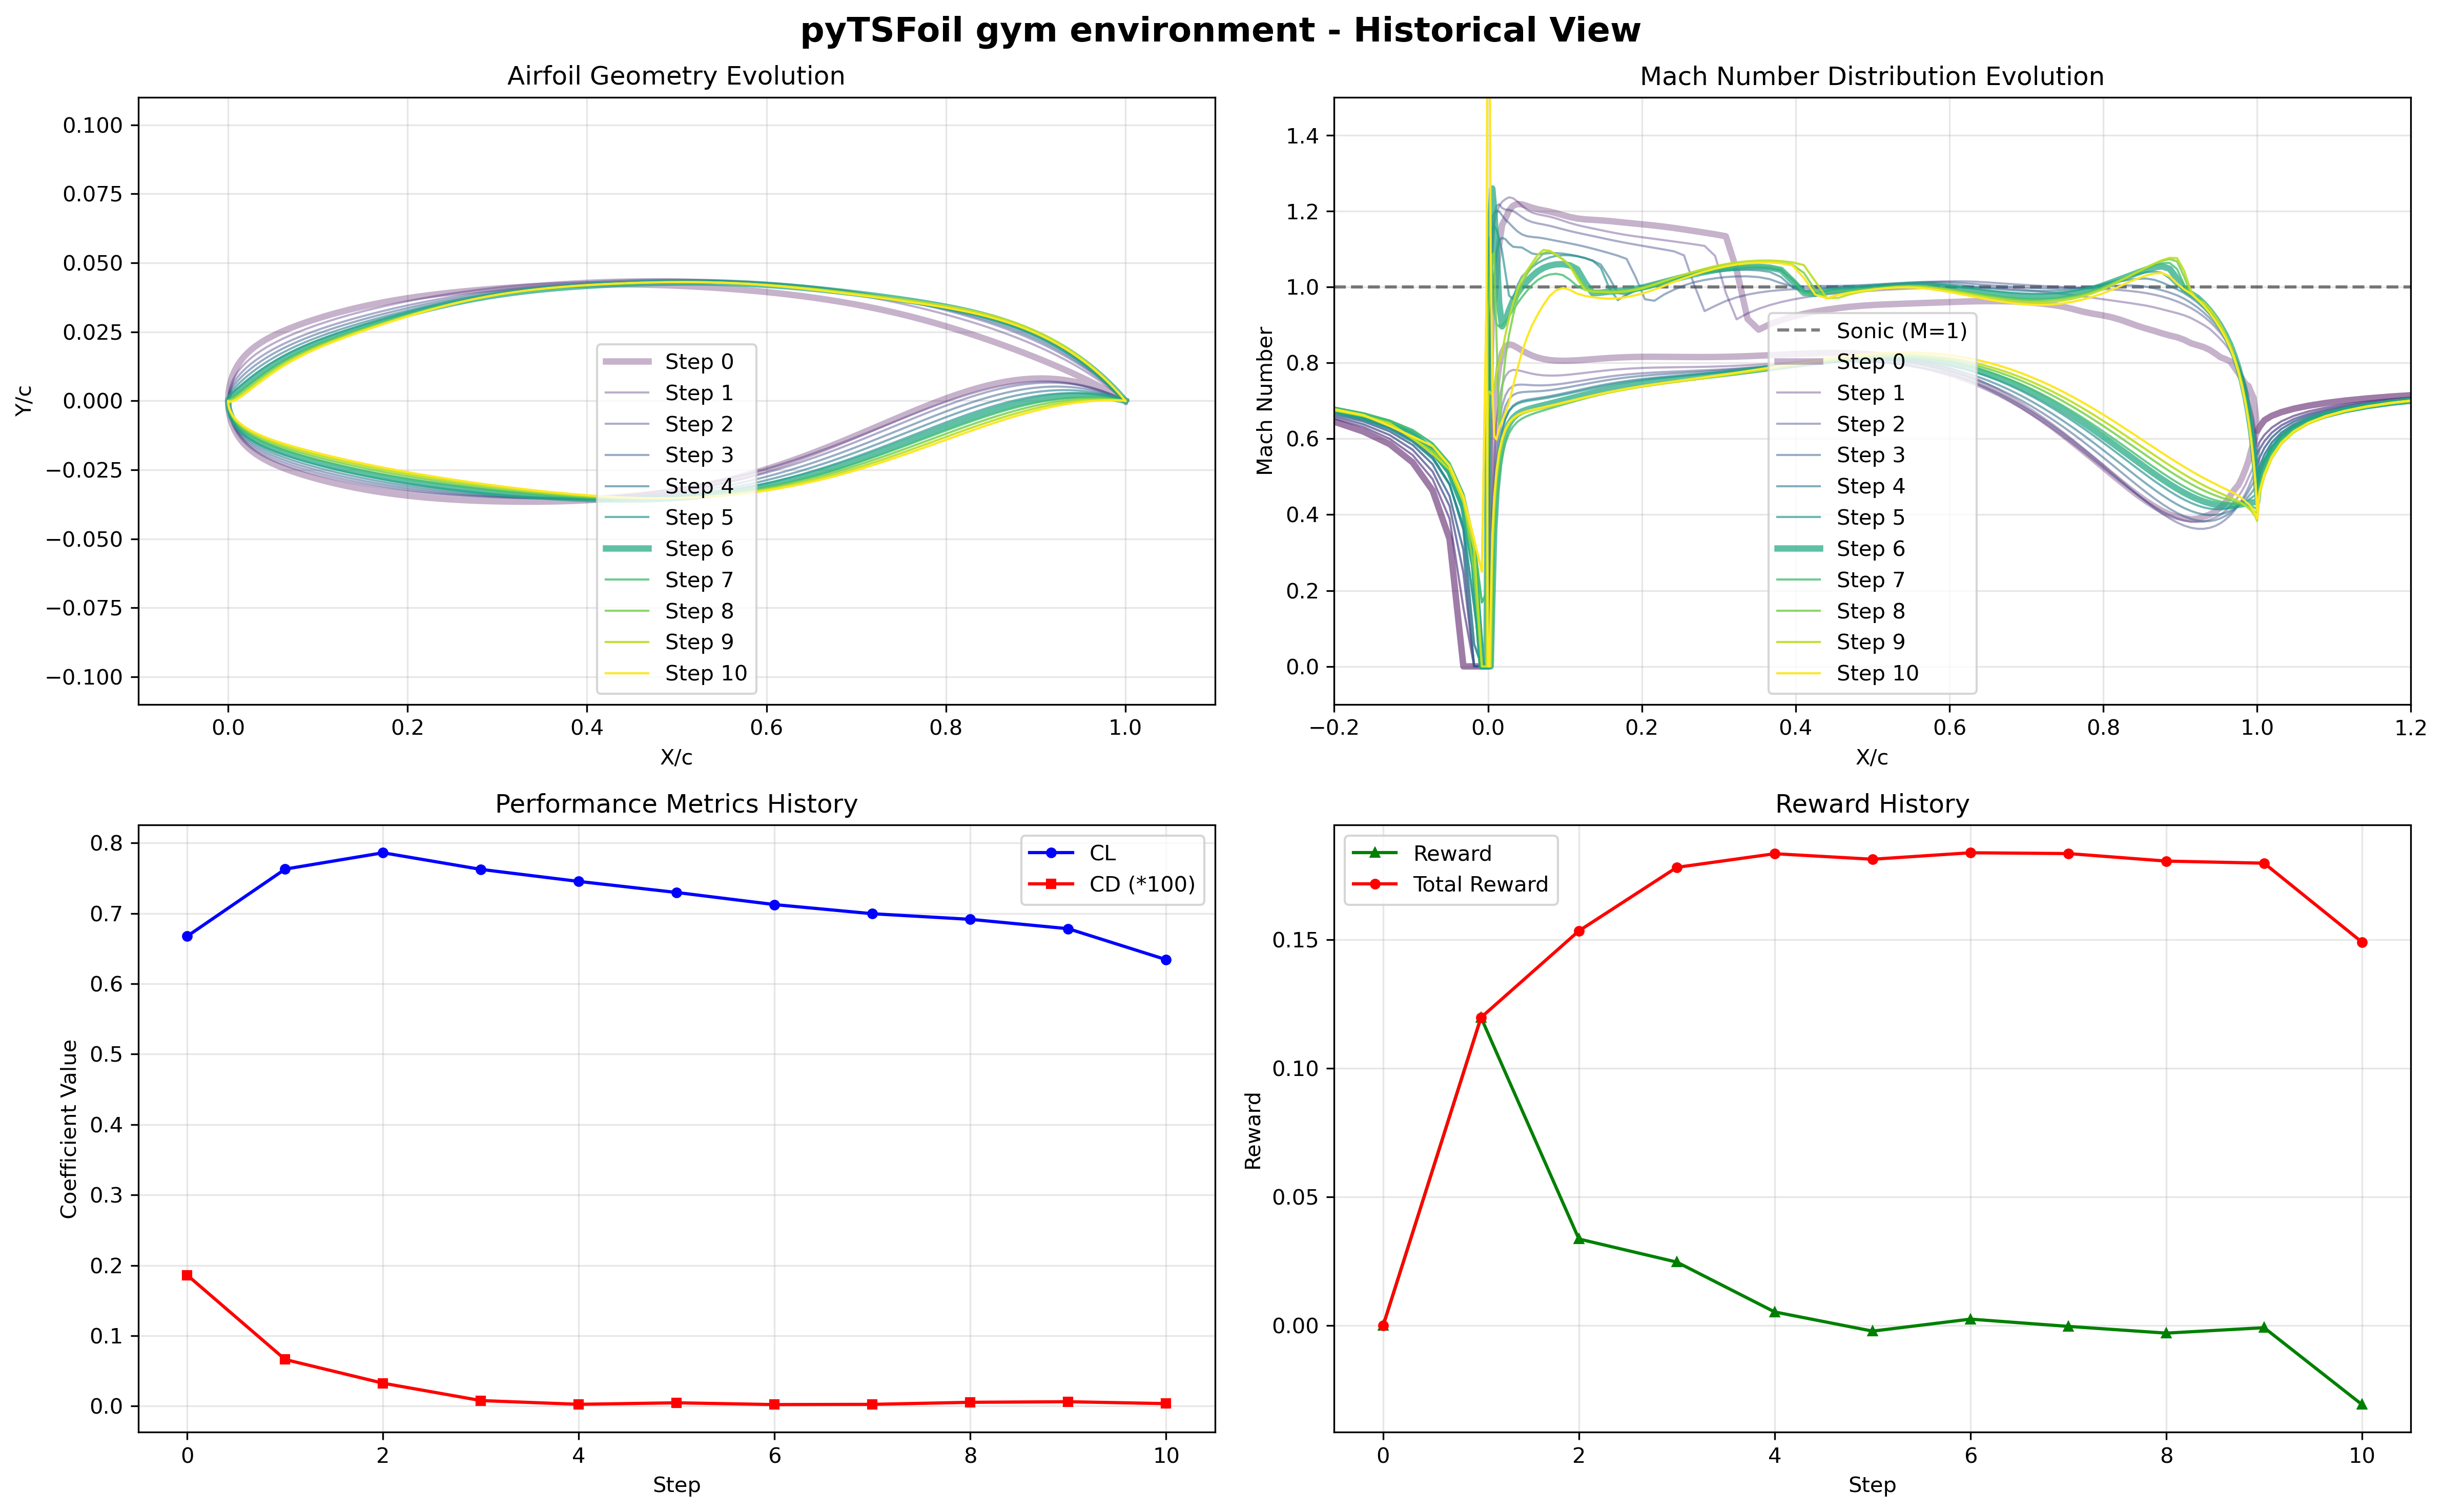 pyTSFoil gym environment - Historical View
Airfoil Geometry Evolution
0.100
0.075
0.050
0.025
0.000
−0.025
−0.050
−0.075
−0.100
Y/c
Step 0
Step 1
Step 2
Step 3
Step 4
Step 5
Step 6
Step 7
Step 8
Step 9
Step 10
0.0 0.2 0.4 0.6 0.8 1.0
X/c
Mach Number Distribution Evolution
1.4
1.2
1.0
0.8
0.6
0.4
0.2
0.0
Mach Number
Sonic (M=1)
Step 0
Step 1
Step 2
Step 3
Step 4
Step 5
Step 6
Step 7
Step 8
Step 9
Step 10
−0.2 0.0 0.2 0.4 0.6 0.8 1.0 1.2
X/c
Performance Metrics History
0.8
0.7
0.6
0.5
0.4
0.3
0.2
0.1
0.0
Coefficient Value
CL
CD (*100)
0 2 4 6 8 10
Step
Reward History
0.15
0.10
0.05
0.00
Reward
Reward
Total Reward
0 2 4 6 8 10
Step